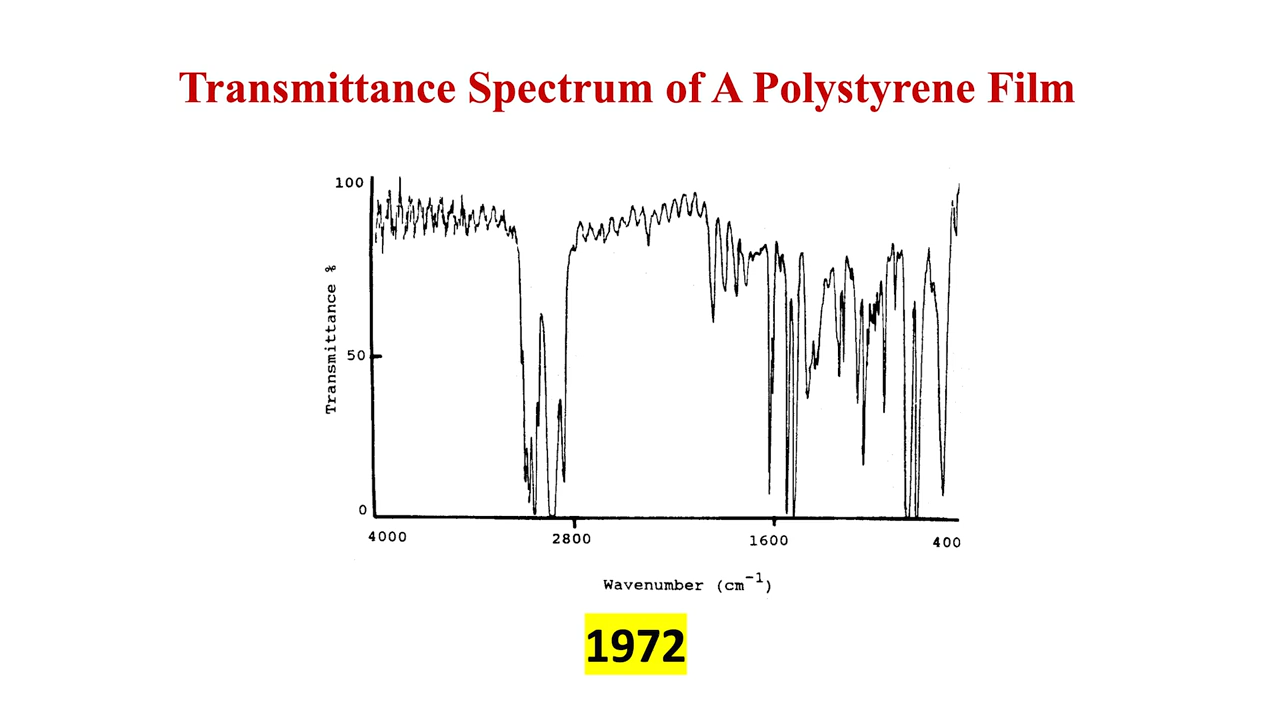 Transmittance Spectrum of A Polystyrene Film
100
Transmittance %
50
0
4000 2800 1600 400
Wavenumber (cm⁻¹)
1972